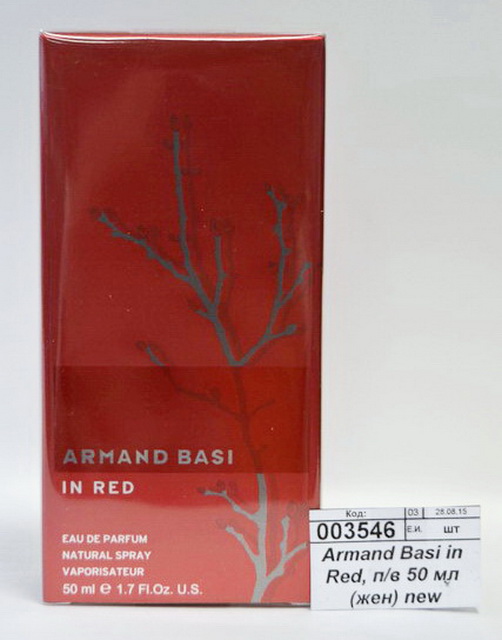 ARMAND BASI
IN RED
EAU DE PARFUM
NATURAL SPRAY
VAPORISATEUR
50 ml e 1.7 Fl.Oz. U.S.
Код: 03 28.08.15
003546 Е.И. шт
Armand Basi in
Red, п/в 50 мл
(жен) new